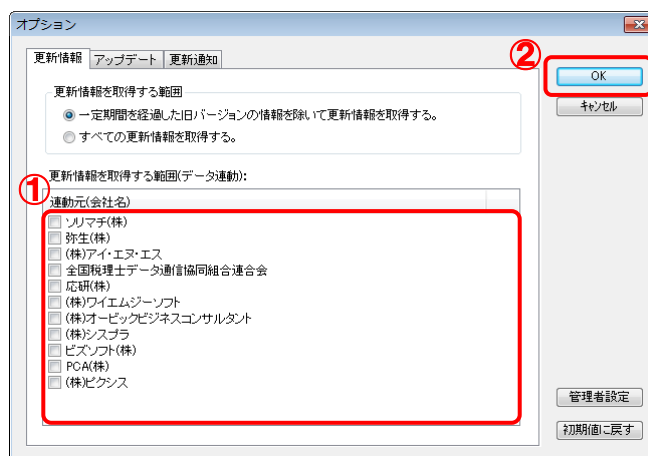 オプション
更新情報 アップデート 更新通知
②
OK
キャンセル
更新情報を取得する範囲
一定期間を経過した旧バージョンの情報を除いて更新情報を取得する。
すべての更新情報を取得する。
更新情報を取得する範囲(データ連動):
①
連動元(会社名)
ソリマチ(株)
弥生(株)
(株)アイ・エヌ・エス
全国税理士データ通信協同組合連合会
応研(株)
(株)ワイエムジーソフト
(株)オービックビジネスコンサルタント
(株)シスプラ
ビズソフト(株)
PCA(株)
(株)ピクシス
管理者設定
初期値に戻す